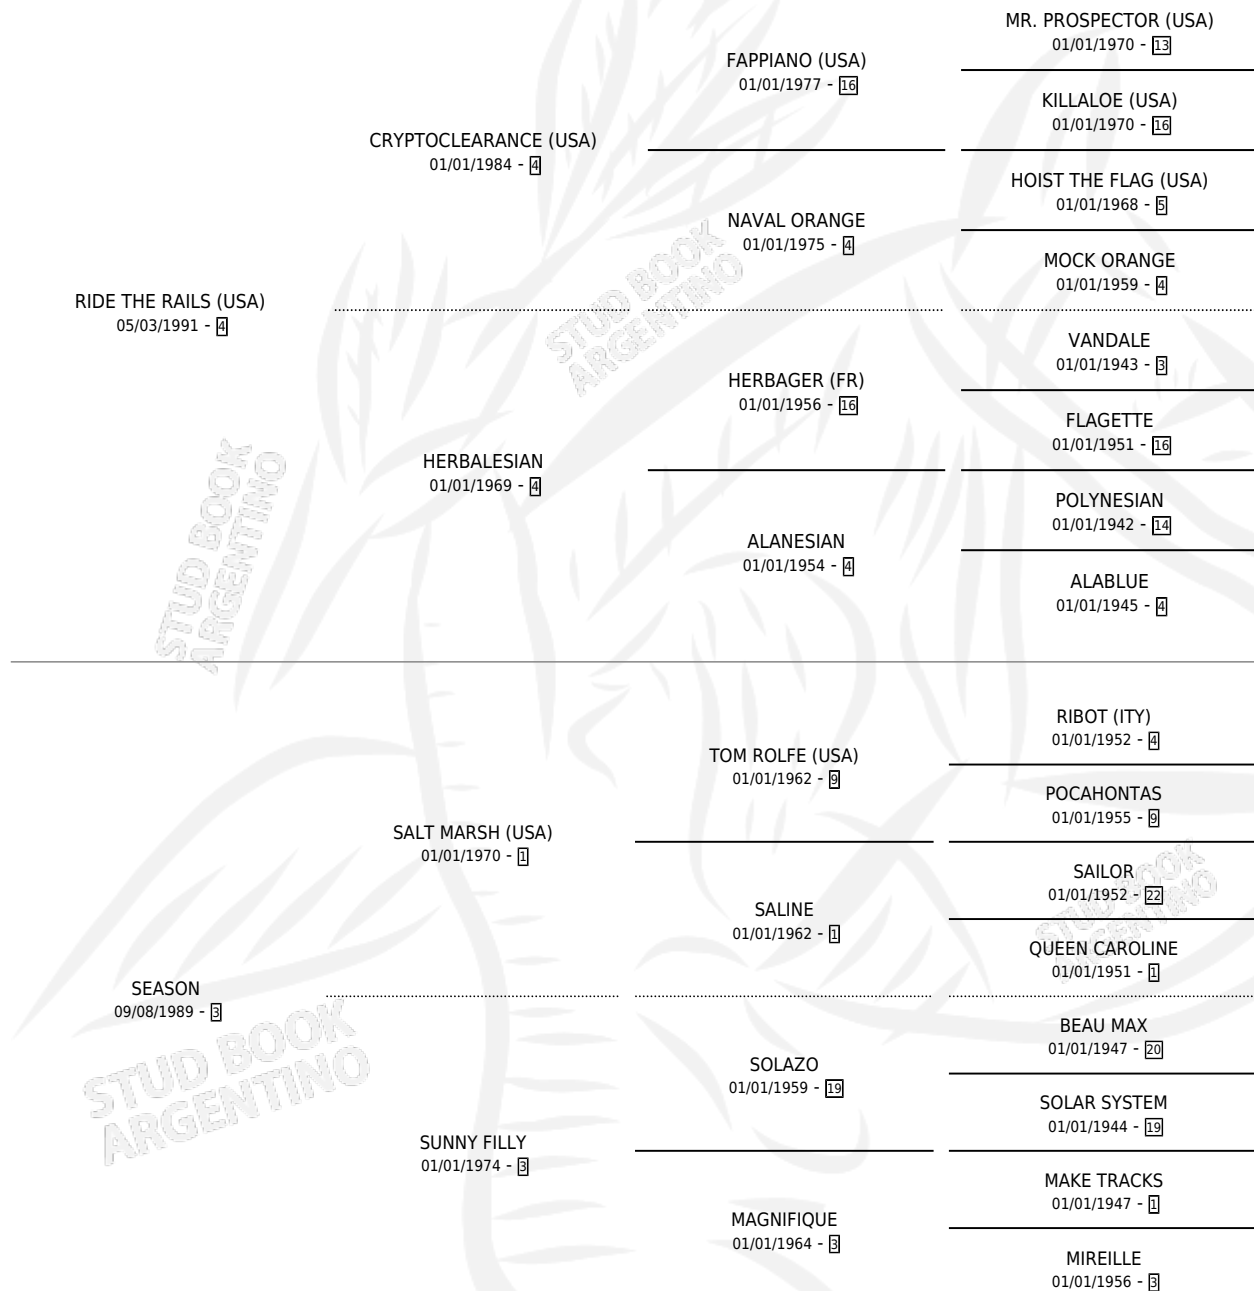 MR. PROSPECTOR (USA)
01/01/1970 - 13
FAPPIANO (USA)
01/01/1977 - 16
KILLALOE (USA)
01/01/1970 - 16
CRYPTOCLEARANCE (USA)
01/01/1984 - 4
HOIST THE FLAG (USA)
01/01/1968 - 5
NAVAL ORANGE
01/01/1975 - 4
MOCK ORANGE
01/01/1959 - 4
RIDE THE RAILS (USA)
05/03/1991 - 4
VANDALE
01/01/1943 - 3
HERBAGER (FR)
01/01/1956 - 16
FLAGETTE
01/01/1951 - 16
HERBALESIAN
01/01/1969 - 4
POLYNESIAN
01/01/1942 - 14
ALANESIAN
01/01/1954 - 4
ALABLUE
01/01/1945 - 4
RIBOT (ITY)
01/01/1952 - 4
TOM ROLFE (USA)
01/01/1962 - 9
POCAHONTAS
01/01/1955 - 9
SALT MARSH (USA)
01/01/1970 - 1
SAILOR
01/01/1952 - 22
SALINE
01/01/1962 - 1
QUEEN CAROLINE
01/01/1951 - 1
SEASON
09/08/1989 - 3
BEAU MAX
01/01/1947 - 20
SOLAZO
01/01/1959 - 19
SOLAR SYSTEM
01/01/1944 - 19
SUNNY FILLY
01/01/1974 - 3
MAKE TRACKS
01/01/1947 - 1
MAGNIFIQUE
01/01/1964 - 3
MIREILLE
01/01/1956 - 3
STUD BOOK
ARGENTINO
STUD BOOK
ARGENTINO
STUD BOOK
ARGENTINO
STUD BOOK
ARGENTINO